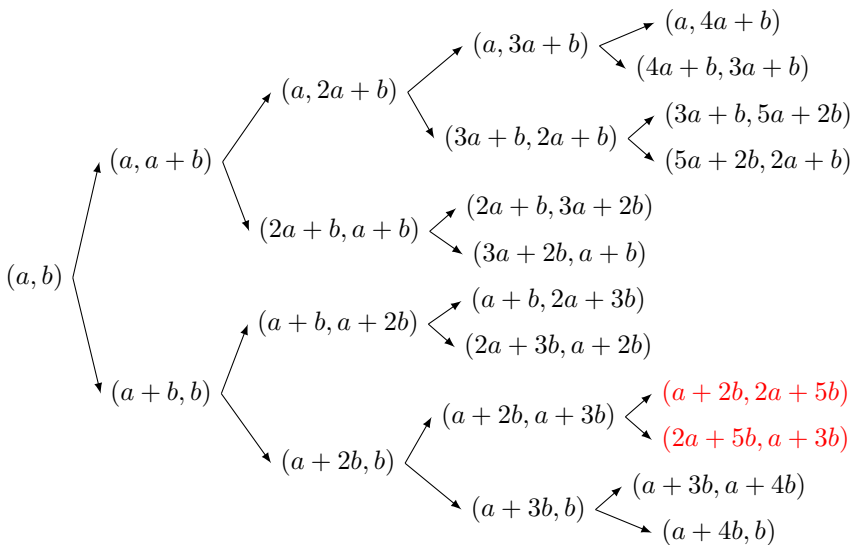 (a, 4a + b)
(a, 3a + b)
(4a + b, 3a + b)
(a, 2a + b)
(3a + b, 5a + 2b)
(3a + b, 2a + b)
(5a + 2b, 2a + b)
(a, a + b)
(2a + b, 3a + 2b)
(2a + b, a + b)
(3a + 2b, a + b)
(a, b)
(a + b, 2a + 3b)
(a + b, a + 2b)
(2a + 3b, a + 2b)
(a + b, b)
(a + 2b, 2a + 5b)
(a + 2b, a + 3b)
(2a + 5b, a + 3b)
(a + 2b, b)
(a + 3b, a + 4b)
(a + 3b, b)
(a + 4b, b)